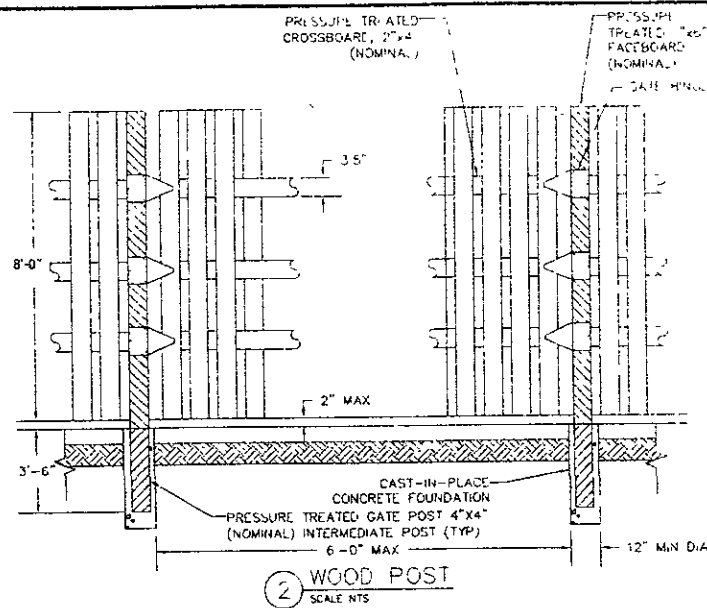 PRESSURE TREATED
CROSSBOARD, 2"x4"
(NOMINAL)
PRESSURE
TREATED "x6"
FACEBOARD
(NOMINAL)
GATE HINGE
3.5"
8'-0"
2" MAX
3'-6"
CAST-IN-PLACE
CONCRETE FOUNDATION
PRESSURE TREATED GATE POST 4"X4"
(NOMINAL) INTERMEDIATE POST (TYP)
6'-0" MAX
12" MIN DIA
2 WOOD POST
SCALE NTS